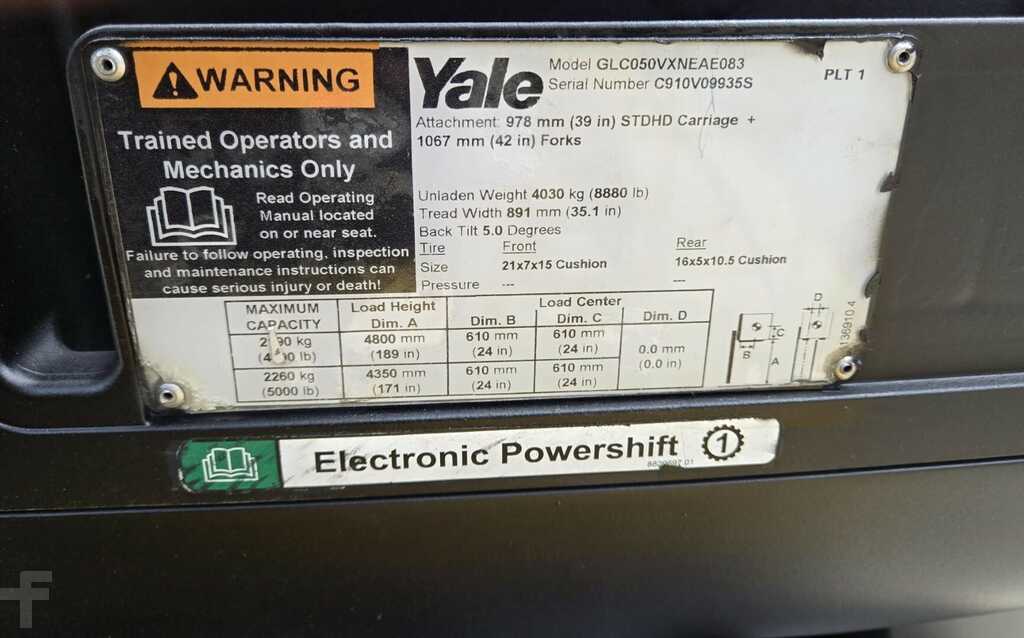 WARNING
Trained Operators and
Mechanics Only
Read Operating
Manual located
on or near seat.
Failure to follow operating, inspection
and maintenance instructions can
cause serious injury or death!
Yale
Model GLC050VXNEAE083
Serial Number C910V09935S
PLT 1
Attachment: 978 mm (39 in) STDHD Carriage +
1067 mm (42 in) Forks
Unladen Weight 4030 kg (8880 lb)
Tread Width 891 mm (35.1 in)
Back Tilt 5.0 Degrees
Tire Front Rear
Size 21x7x15 Cushion 16x5x10.5 Cushion
Pressure --- ---
MAXIMUM CAPACITY Load Height Dim. A Load Center Dim. B Dim. C Dim. D
kg (lb) 4800 mm (189 in) 610 mm (24 in) 610 mm (24 in) 0.0 mm (0.0 in)
2260 kg (5000 lb) 4350 mm (171 in) 610 mm (24 in) 610 mm (24 in)
D
C
B
A
Electronic Powershift 1
F